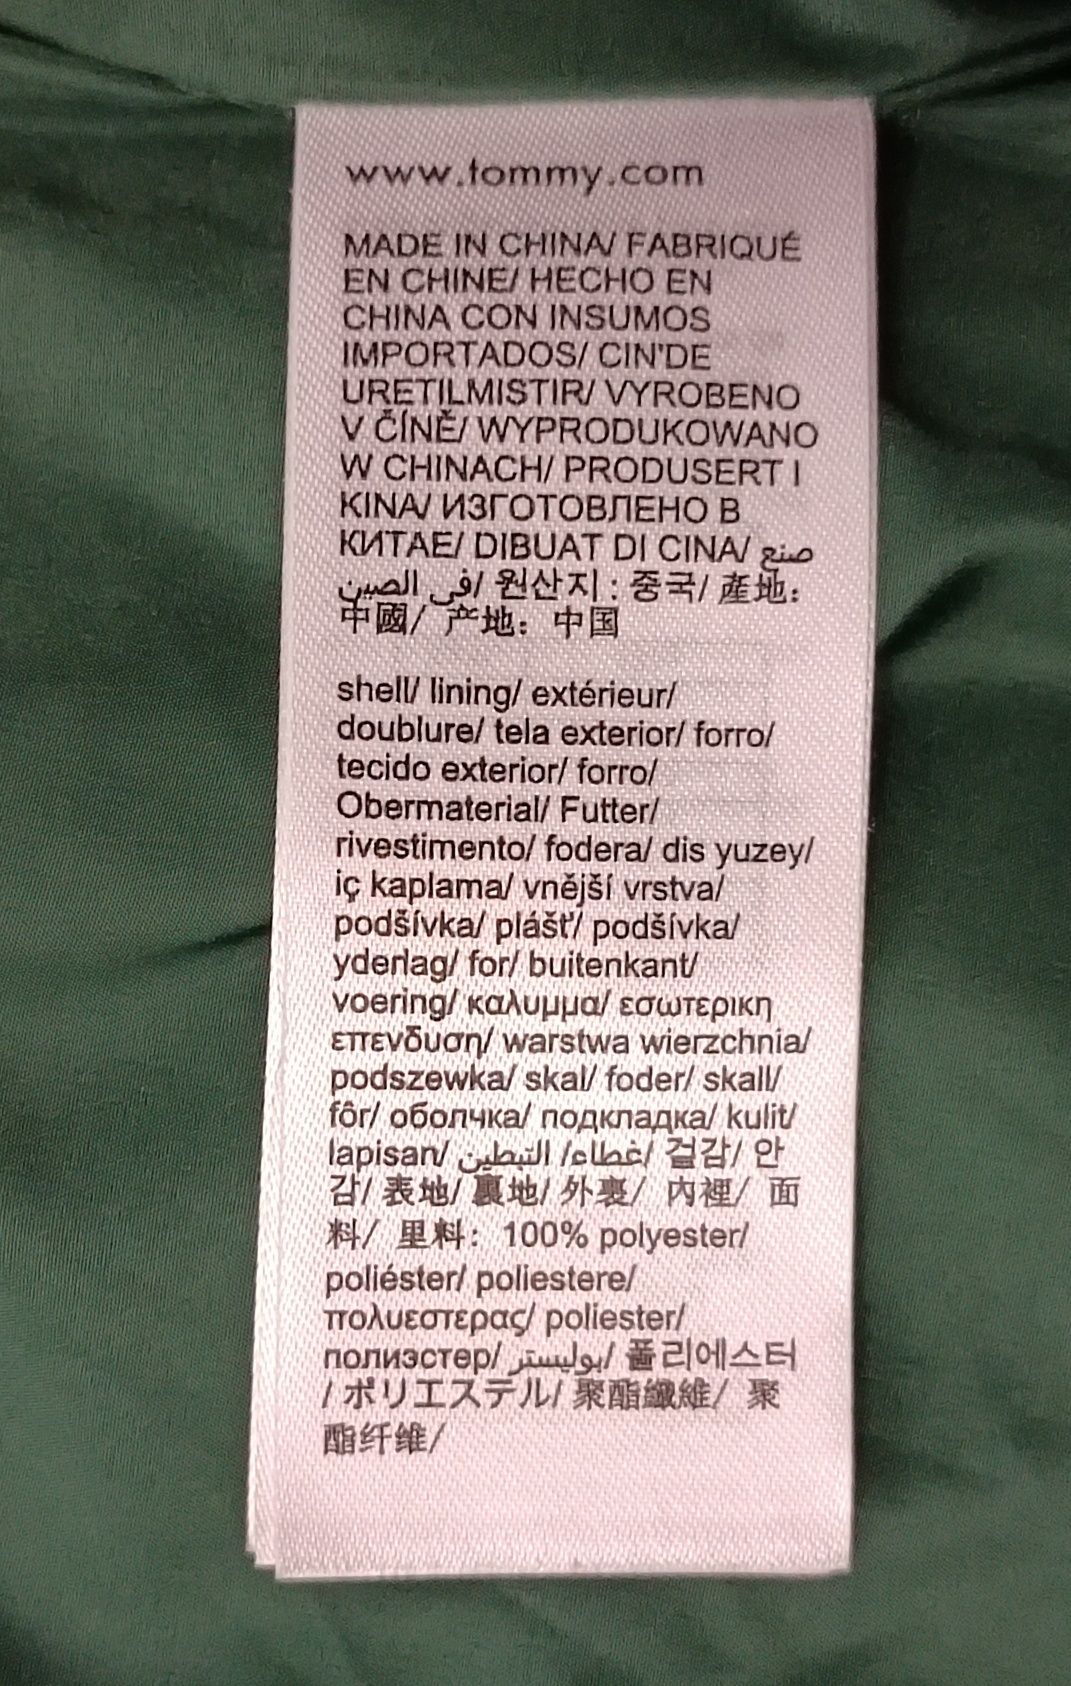 www.tommy.com
MADE IN CHINA/ FABRIQUÉ
EN CHINE/ HECHO EN
CHINA CON INSUMOS
IMPORTADOS/ CIN'DE
URETILMISTIR/ VYROBENO
V ČÍNĚ/ WYPRODUKOWANO
W CHINACH/ PRODUSERT I
KINA/ ИЗГОТОВЛЕНО В
КИТАЕ/ DIBUAT DI CINA/ صنع
في الصين/ 원산지 : 중국/ 產地：
中國/ 产地：中国
shell/ lining/ extérieur/
doublure/ tela exterior/ forro/
tecido exterior/ forro/
Obermaterial/ Futter/
rivestimento/ fodera/ dis yuzey/
iç kaplama/ vnější vrstva/
podšívka/ plášť/ podšívka/
yderlag/ for/ buitenkant/
voering/ καλυμμα/ εσωτερικη
επενδυση/ warstwa wierzchnia/
podszewka/ skal/ foder/ skall/
fôr/ оболчка/ подкладка/ kulit/
lapisan/ غطاء/ التبطين/ 겉감/ 안
감/ 表地/ 裏地/ 外裹/ 內裡/ 面
料/ 里料：100% polyester/
poliéster/ poliestere/
πολυεστερας/ poliester/
полиэстер/ بوليستر/ 폴리에스터
/ ポリエステル/ 聚酯纖維/ 聚
酯纤维/